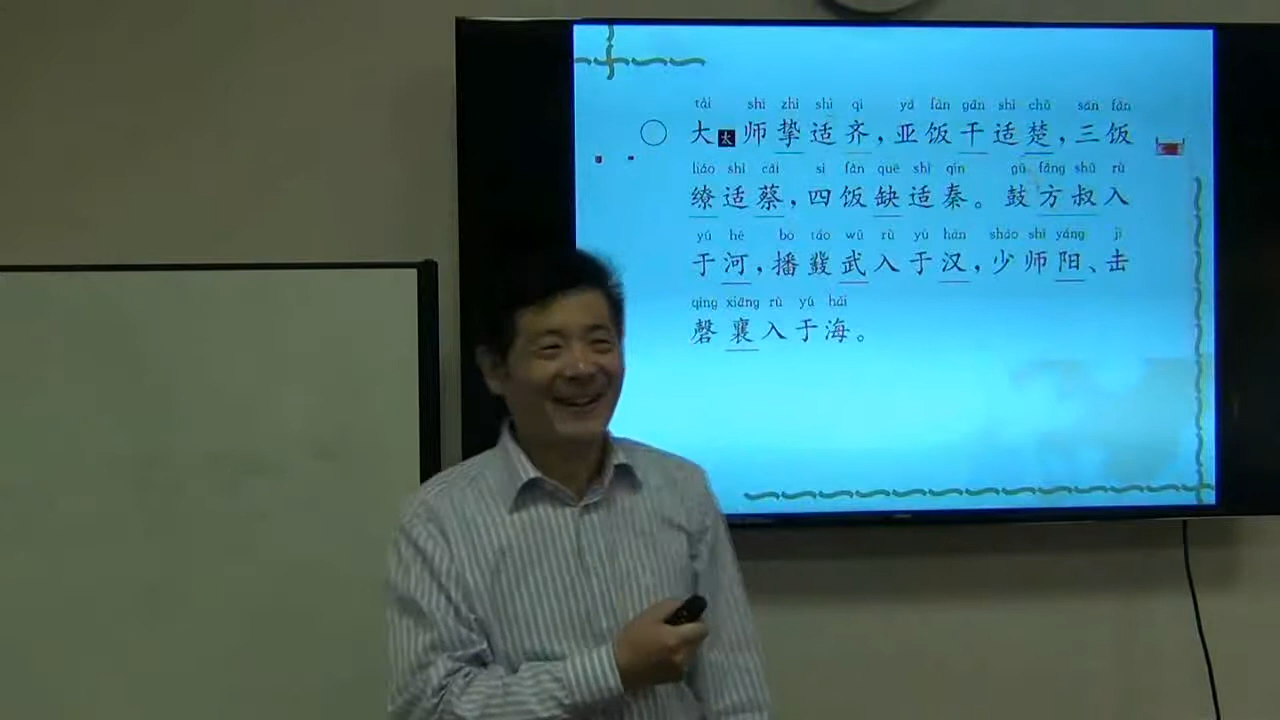 tài shī zhì shì qí yà fàn gān shì chǔ sān fàn
○ 大太师挚适齐，亚饭干适楚，三饭
liáo shì cài sì fàn quē shì qín gǔ fāng shū rù
缭适蔡，四饭缺适秦。鼓方叔入
yú hé bō táo wǔ rù yú hàn shào shī yáng jī
于河，播鼗武入于汉，少师阳、击
qìng xiāng rù yú hǎi
磬襄入于海。